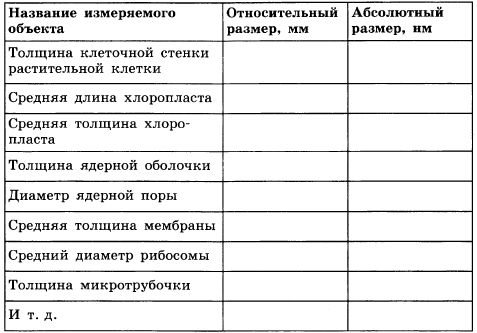 Название измеряемого объекта
Относительный размер, мм
Абсолютный размер, нм
Толщина клеточной стенки
растительной клетки
Средняя длина хлоропласта
Средняя толщина хлоро-
пласта
Толщина ядерной оболочки
Диаметр ядерной поры
Средняя толщина мембраны
Средний диаметр рибосомы
Толщина микротрубочки
И т. д.